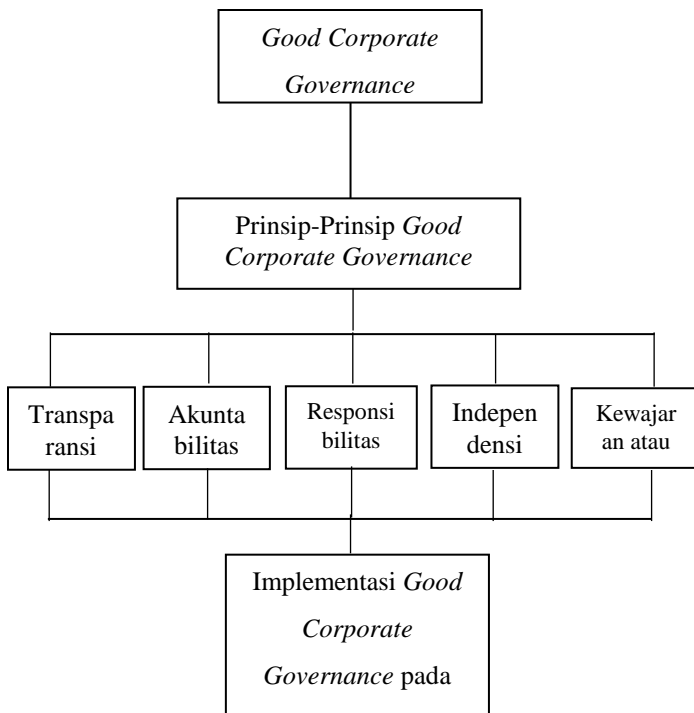 Good Corporate
Governance
Prinsip-Prinsip Good
Corporate Governance
Transpa
ransi
Akunta
bilitas
Responsi
bilitas
Indepen
densi
Kewajar
an atau
Implementasi Good
Corporate
Governance pada